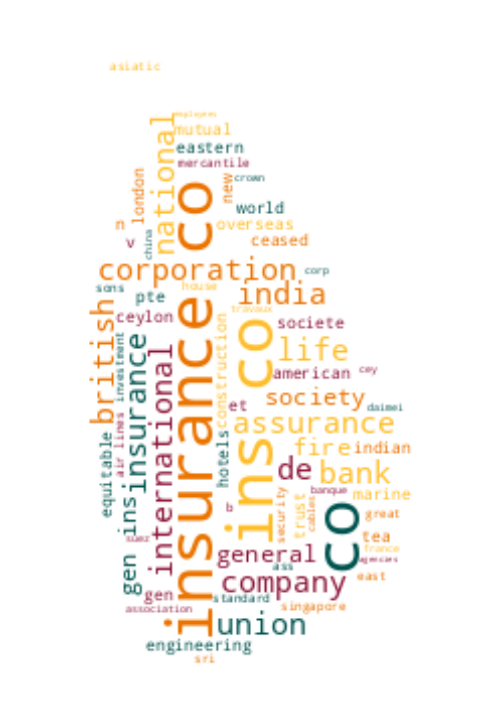 asiatic
employees
mutual
national
eastern
mercantile
london
new
crown
insurance co
world
n
overseas
v
china
ceased
corporation
corp
sons
pte
house
india
british
ceylon
travaux
societe
investment
insurance
international
construction
ins co
life
american
cey
et
society
daimei
air lines
assurance
equitable
hotels
fire
indian
de
bank
gen ins
b
security
trust
banque
cables
marine
co
great
suez
tea
general
france
agencies
ass
company
east
gen
standard
association
singapore
union
engineering
sri